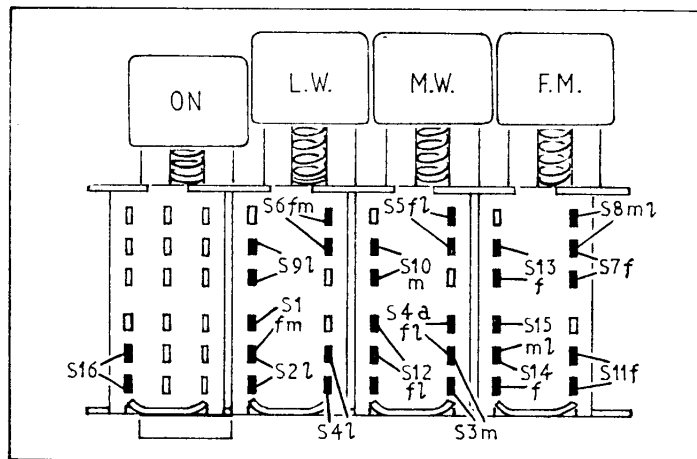 ON
L.W.
M.W.
F.M.
S6fm
S5fl
S8ml
S9l
S10
m
S13
f
S7f
S1
fm
S4a
fl
S15
ml
S16
S2l
S12
fl
S14
f
S11f
S4l
S3m